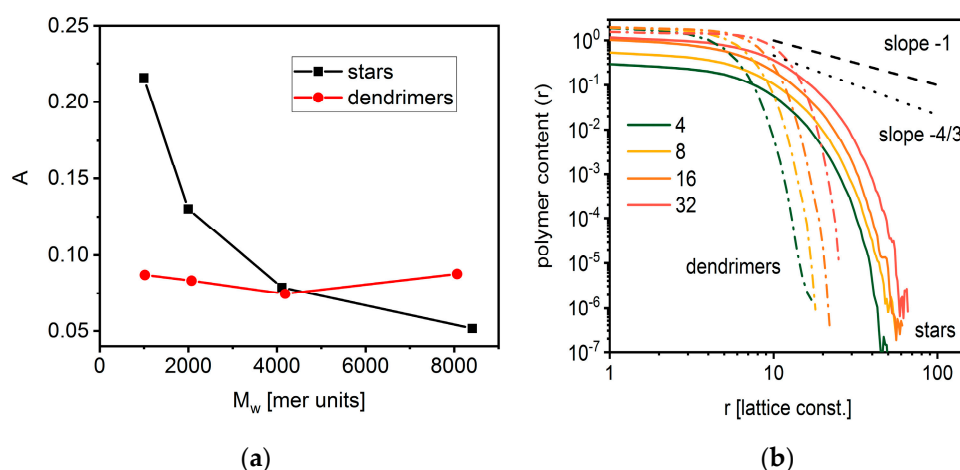 0.25
0.20
0.15
0.10
0.05
A
stars
dendrimers
0
2000
4000
6000
8000
M_w [mer units]
(a)
10^0
10^-1
10^-2
10^-3
10^-4
10^-5
10^-6
10^-7
polymer content (r)
slope -1
slope -4/3
4
8
16
32
dendrimers
stars
1
10
100
r [lattice const.]
(b)